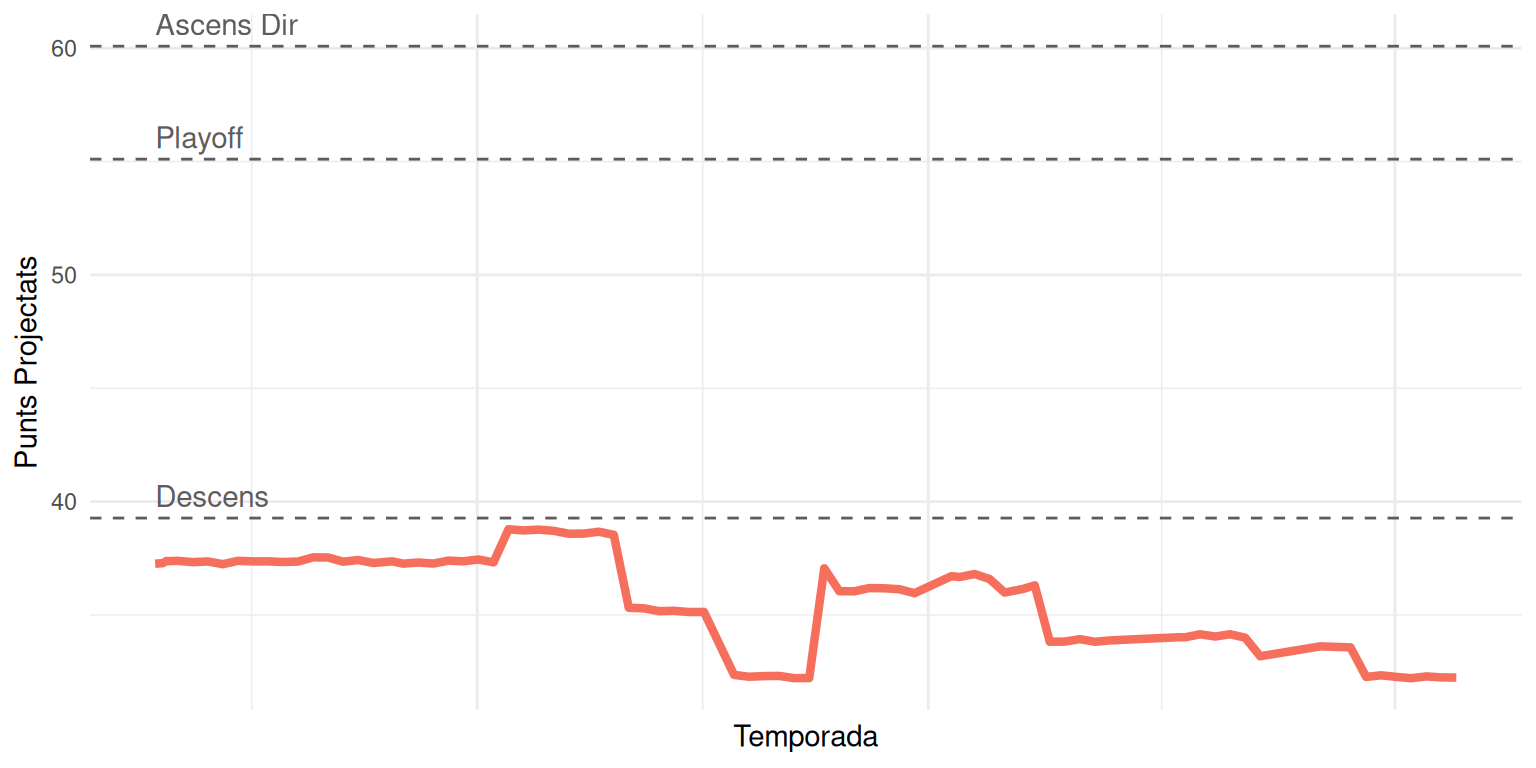 Ascens Dir
60
Playoff
50
Punts Projectats
Descens
40
Temporada